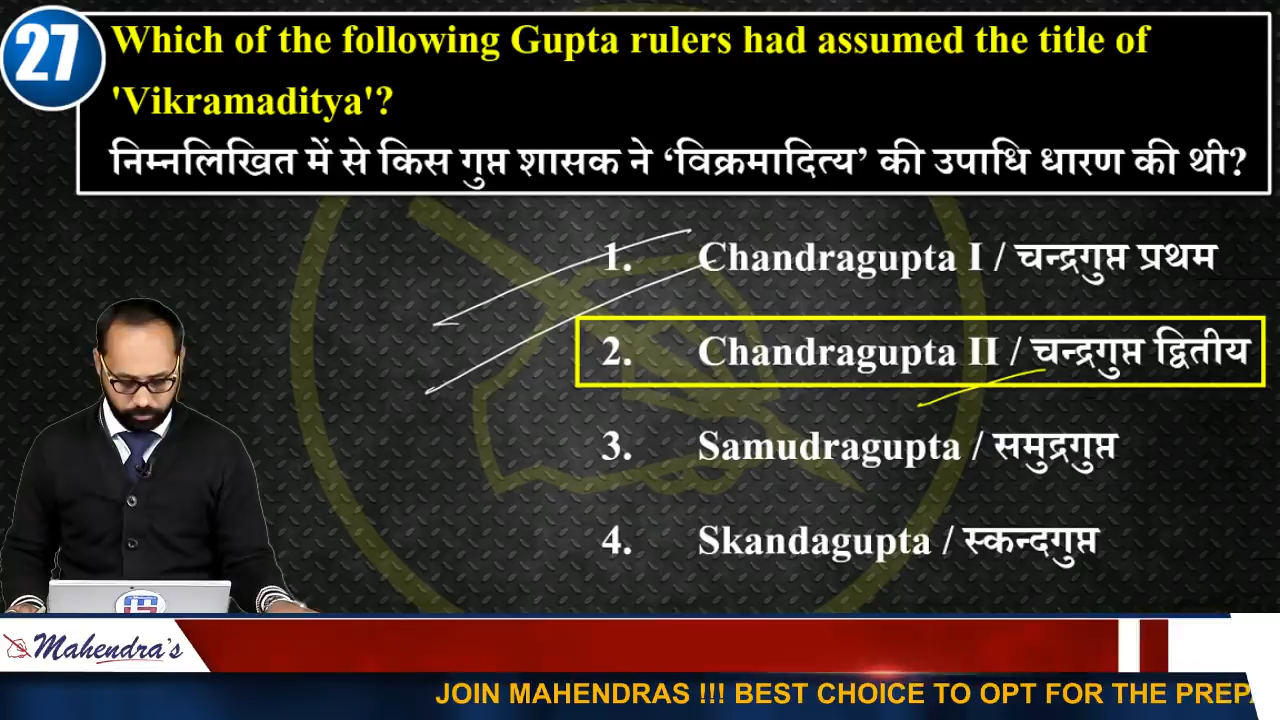 27
Which of the following Gupta rulers had assumed the title of
'Vikramaditya'?
निम्नलिखित में से किस गुप्त शासक ने ‘विक्रमादित्य’ की उपाधि धारण की थी?
1. Chandragupta I / चन्द्रगुप्त प्रथम
2. Chandragupta II / चन्द्रगुप्त द्वितीय
3. Samudragupta / समुद्रगुप्त
4. Skandagupta / स्कन्दगुप्त
Mahendra's
JOIN MAHENDRAS !!! BEST CHOICE TO OPT FOR THE PREPA